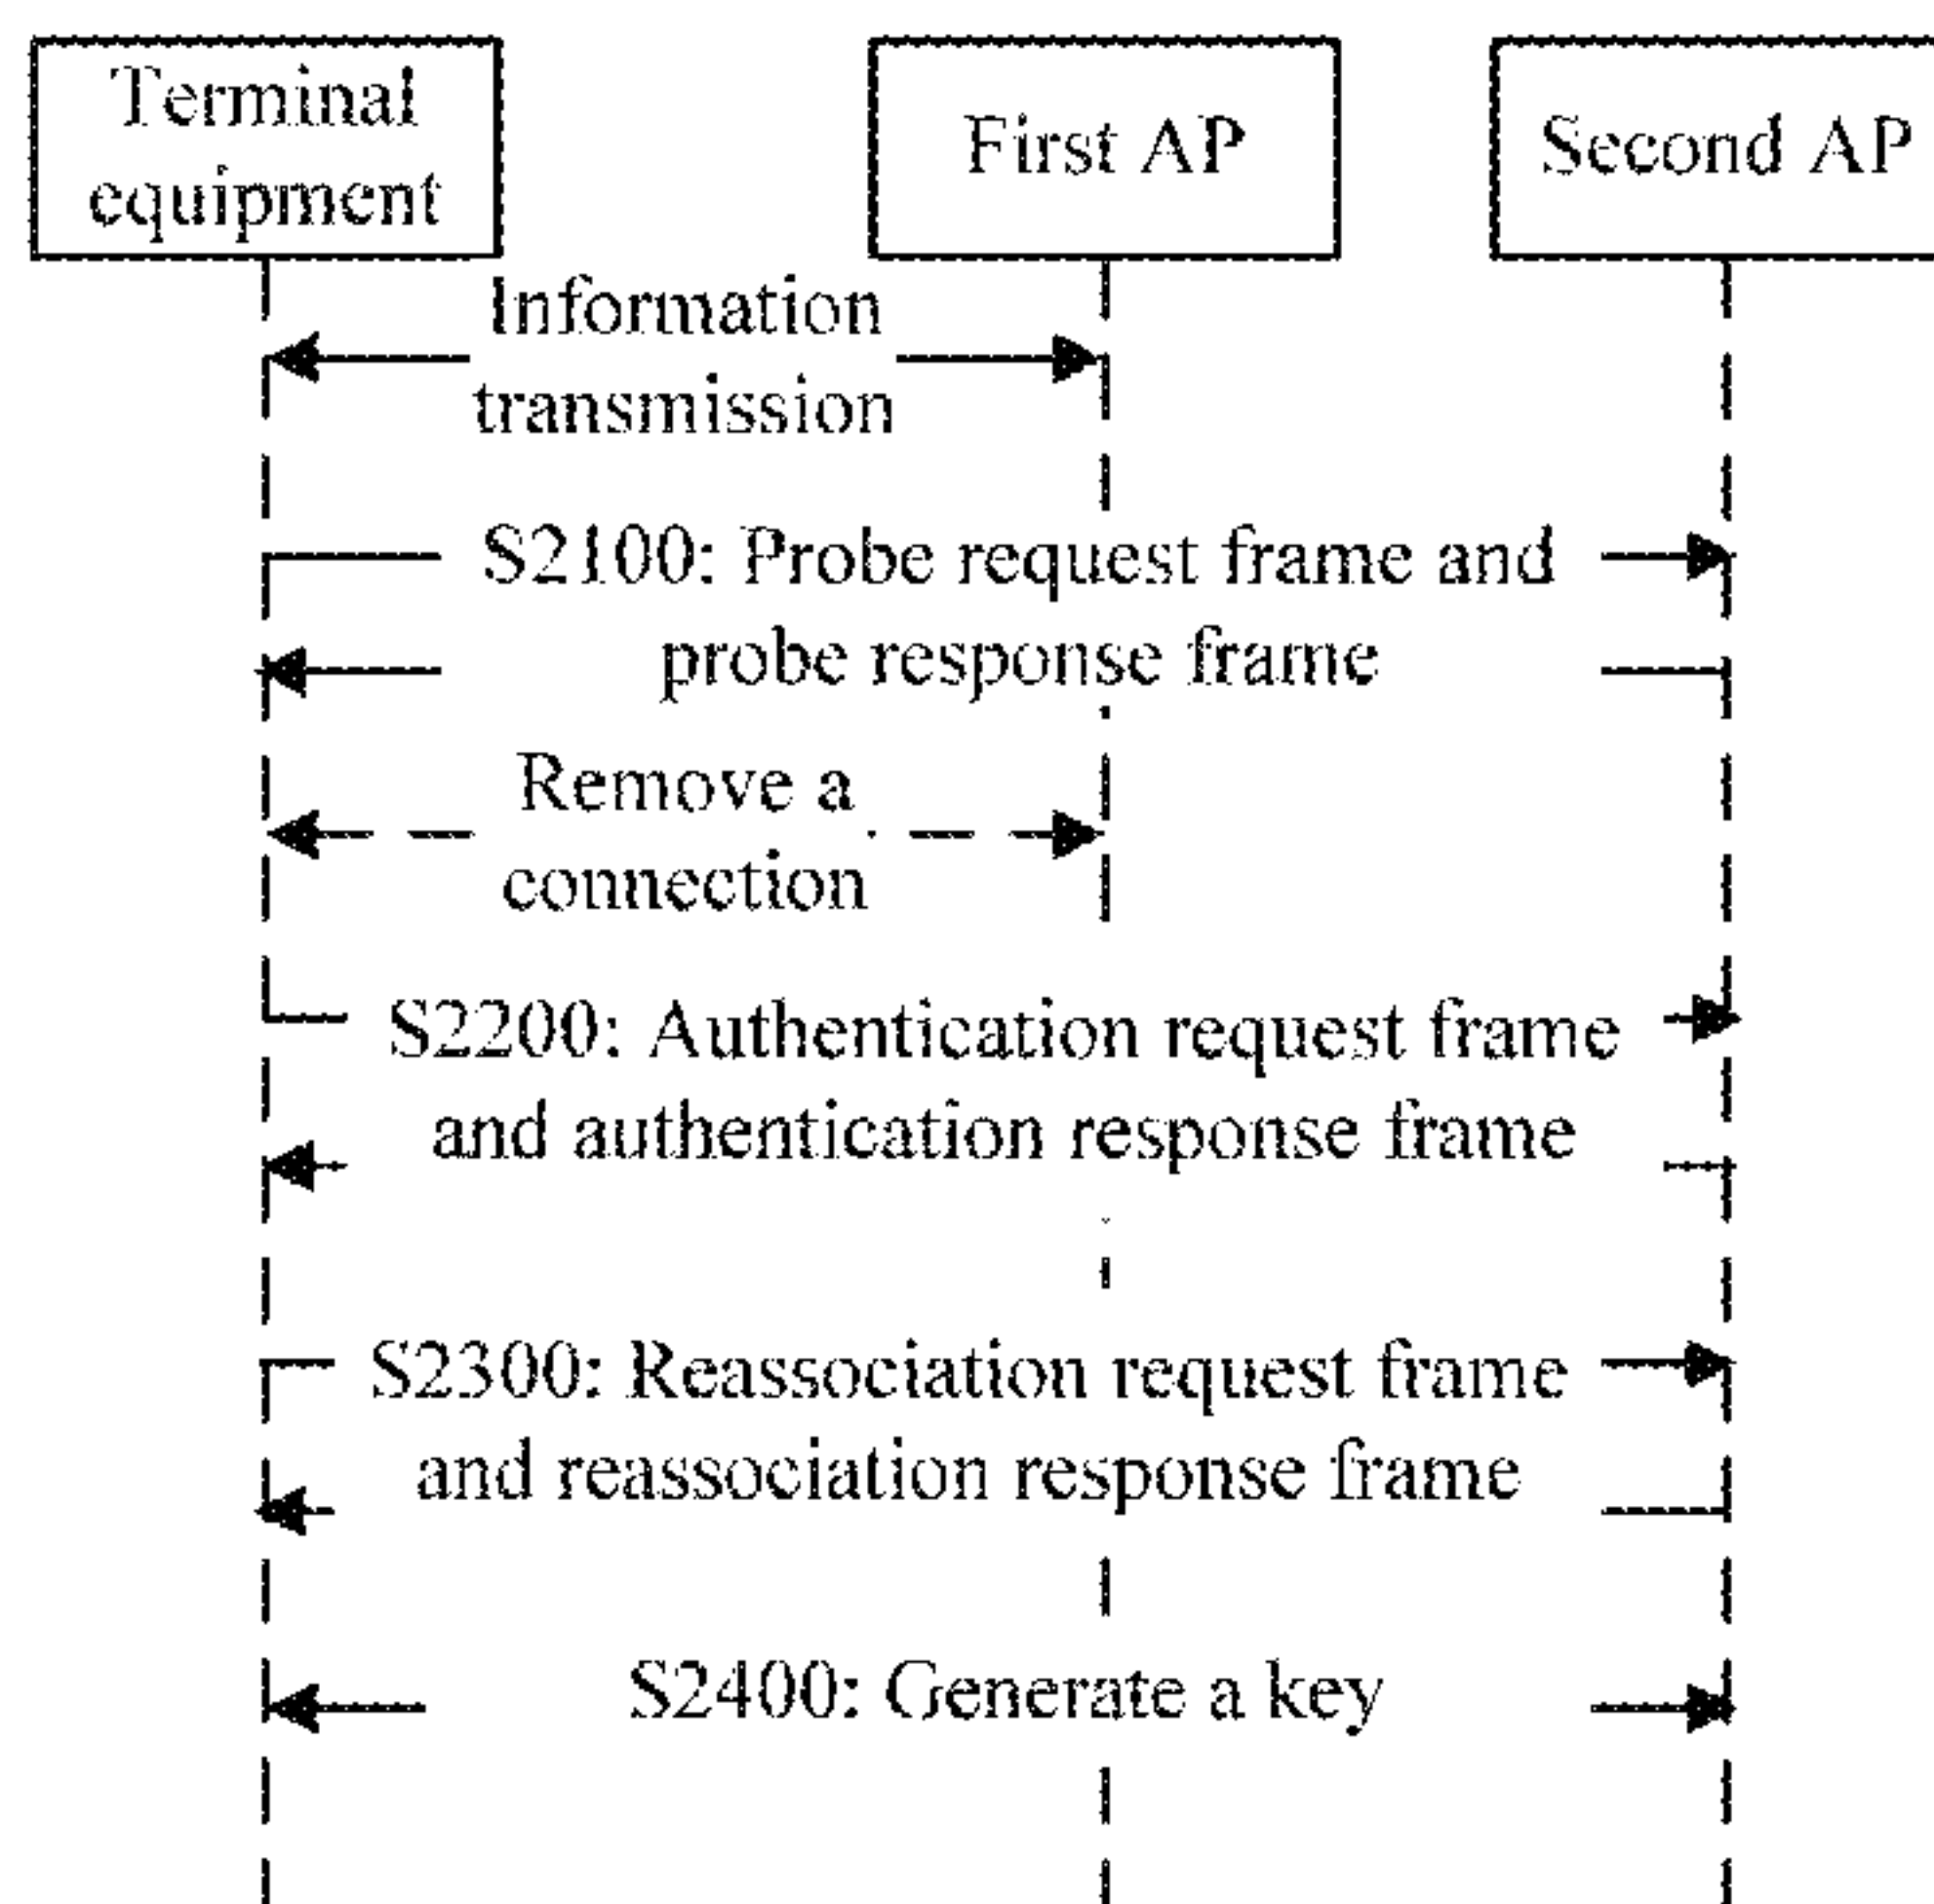 Terminal
equipment
First AP
Second AP
Information
transmission
S2100: Probe request frame and
probe response frame
Remove a
connection
S2200: Authentication request frame
and authentication response frame
S2300: Reassociation request frame
and reassociation response frame
S2400: Generate a key